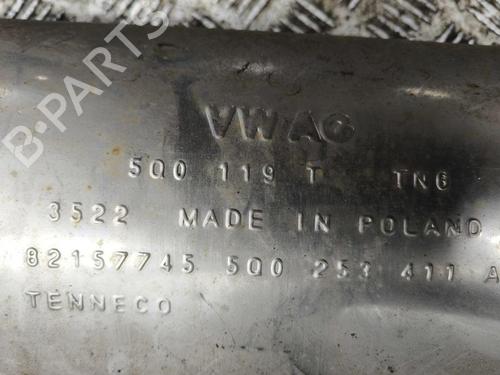 VWAG
5Q0 119 T TN6
3522 MADE IN POLAND
82157745 5Q0 253 411 A
TENNECO
B-PARTS